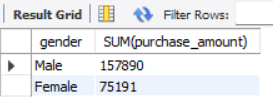 Result Grid Filter Rows:
gender SUM(purchase_amount)
Male 157890
Female 75191